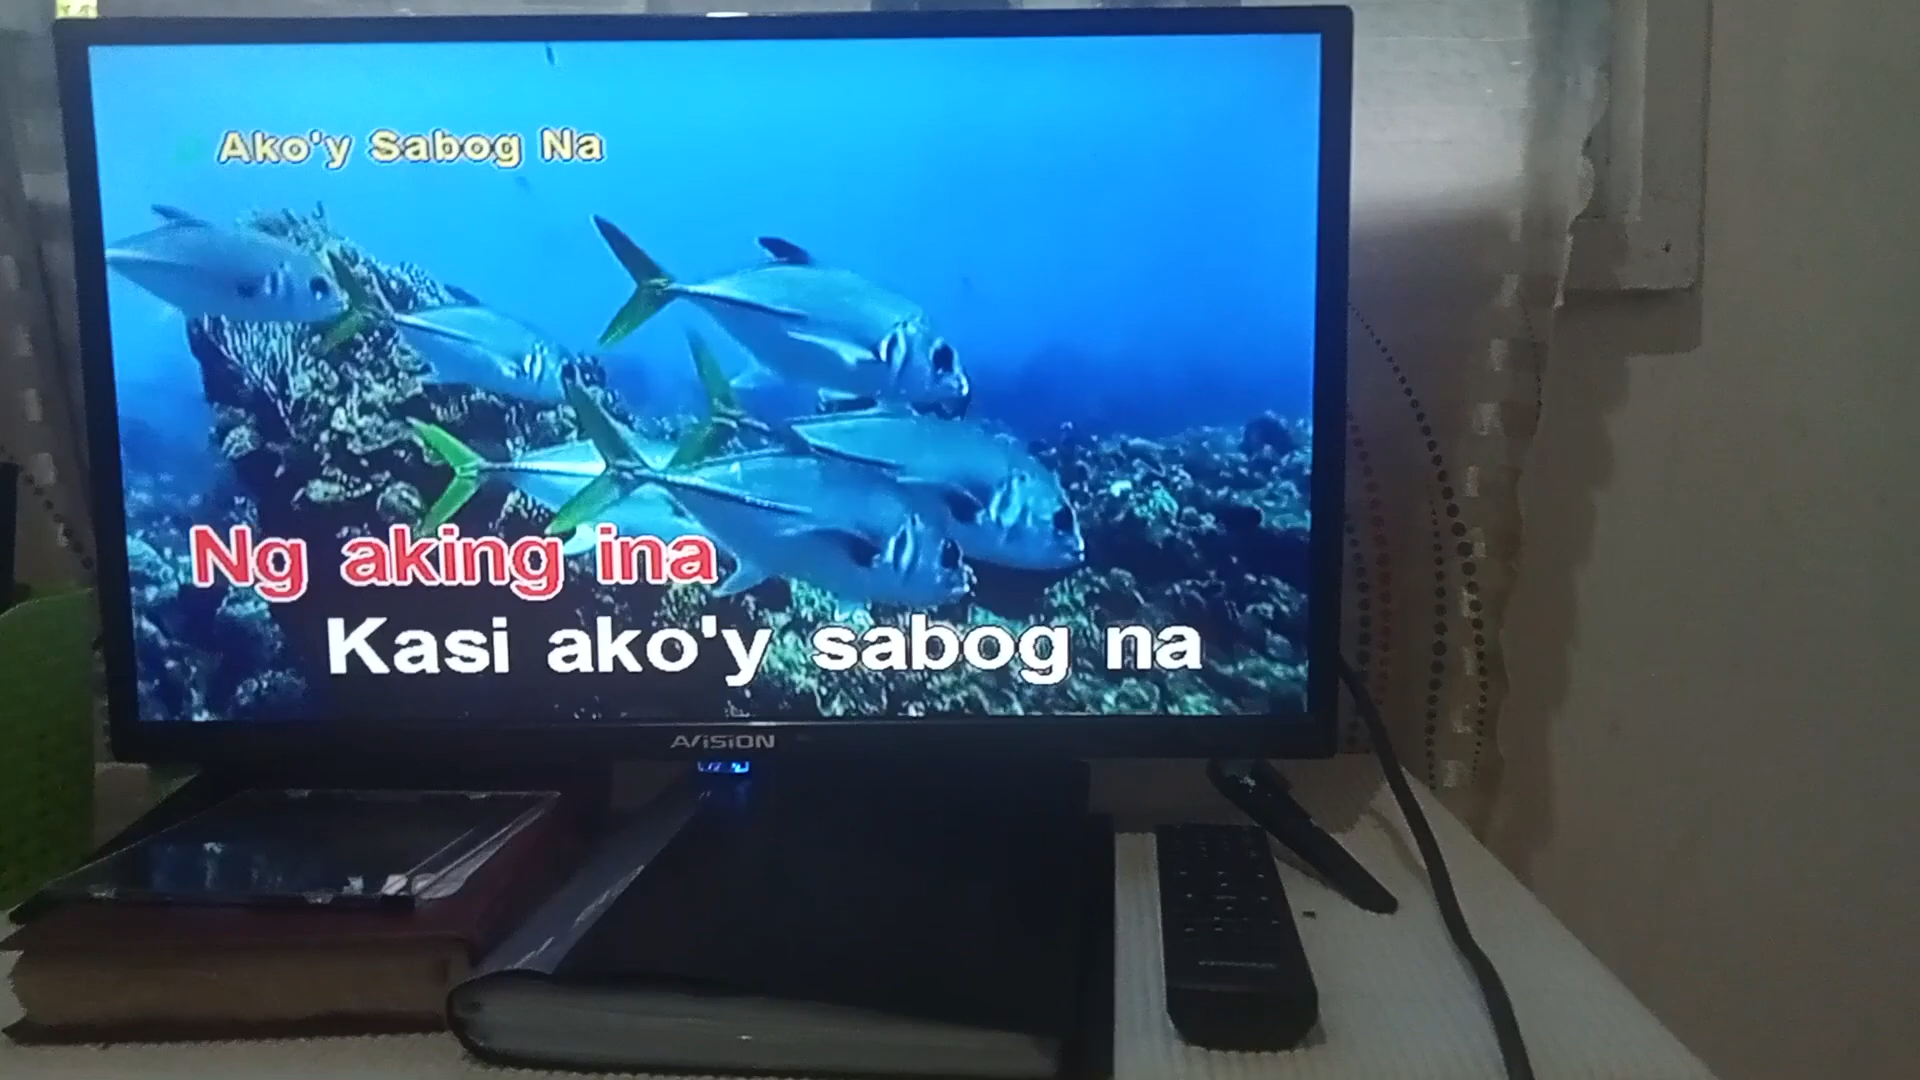 Ako'y Sabog Na
Ng aking ina
Kasi ako'y sabog na
AVISION